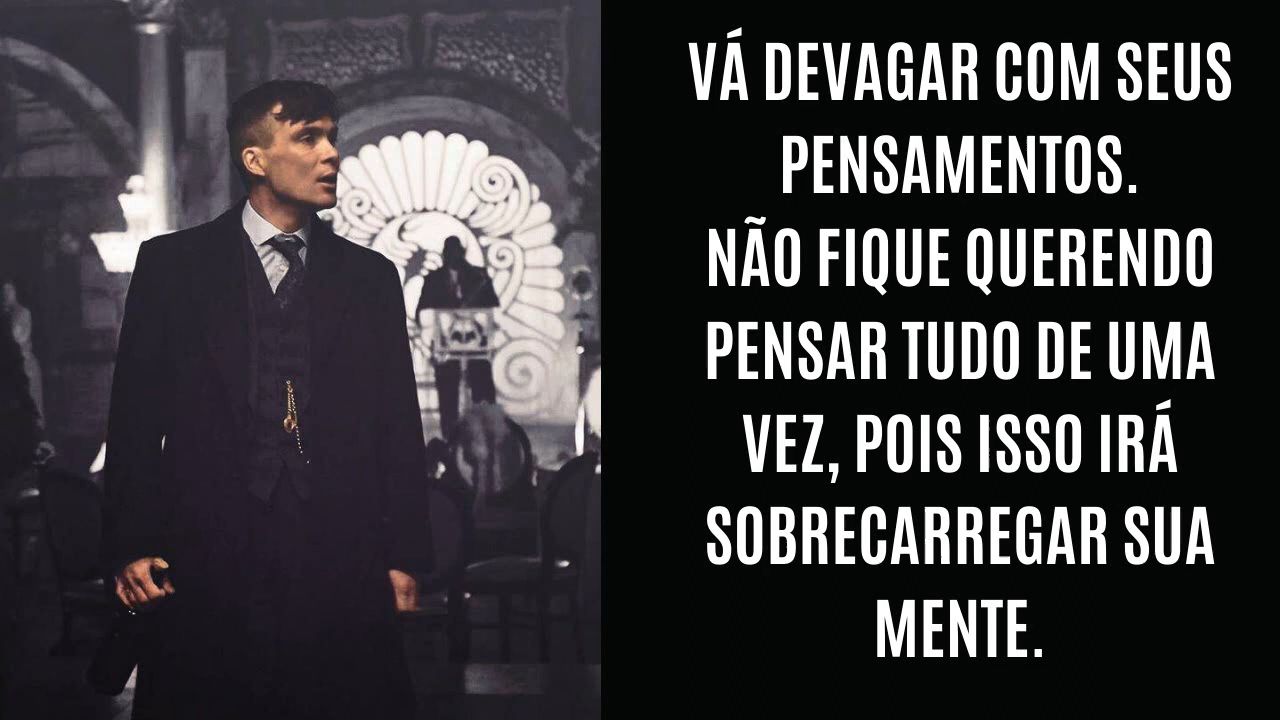 VÁ DEVAGAR COM SEUS
PENSAMENTOS.
NÃO FIQUE QUERENDO
PENSAR TUDO DE UMA
VEZ, POIS ISSO IRÁ
SOBRECARREGAR SUA
MENTE.